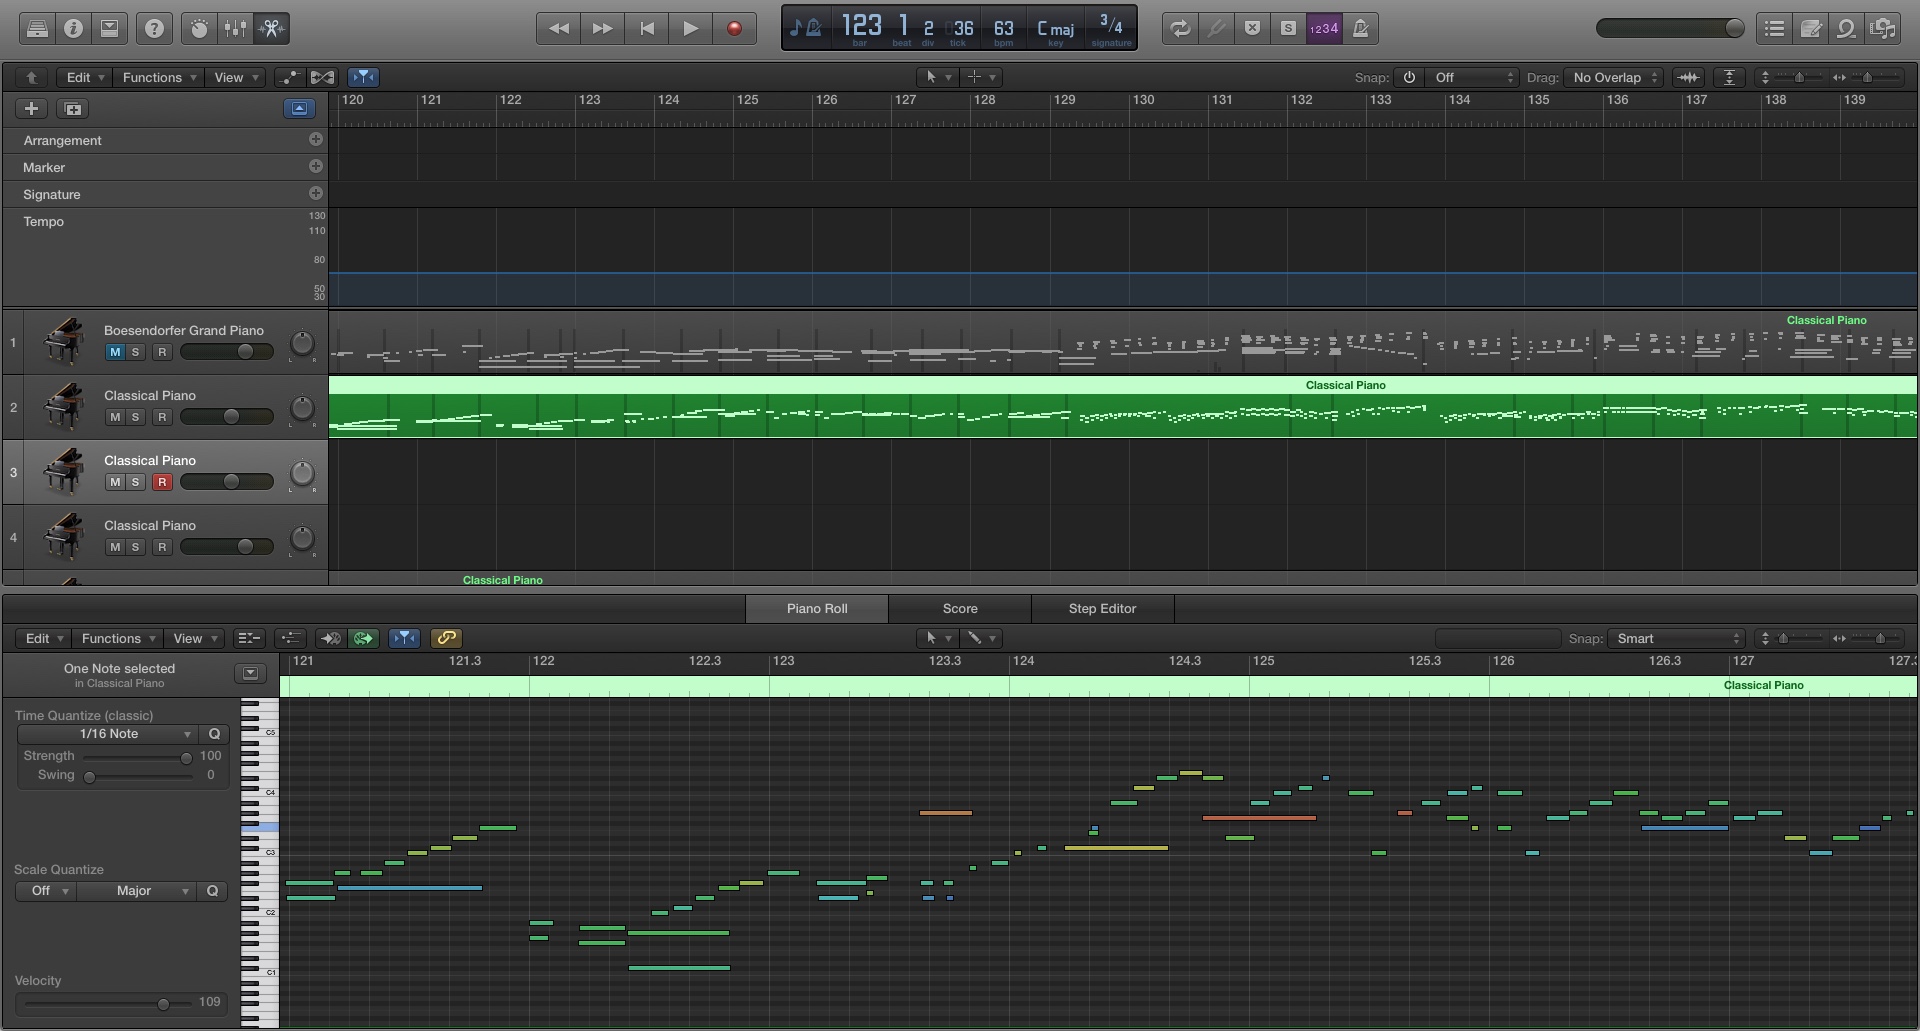 123 1 2 036 63 C maj 3/4
bar beat div tick bpm key signature
S 1234
Edit Functions View Snap: Off Drag: No Overlap
120 121 122 123 124 125 126 127 128 129 130 131 132 133 134 135 136 137 138 139
Arrangement
Marker
Signature
Tempo
130
110
80
50
30
1 Boesendorfer Grand Piano
M S R L R
Classical Piano
2 Classical Piano
M S R L R
Classical Piano
3 Classical Piano
M S R L R
4 Classical Piano
M S R L R
Classical Piano
Piano Roll Score Step Editor
Edit Functions View Snap: Smart
121 121.3 122 122.3 123 123.3 124 124.3 125 125.3 126 126.3 127 127.3
One Note selected
in Classical Piano
Classical Piano
Time Quantize (classic)
1/16 Note Q
Strength 100
Swing 0
Scale Quantize
Off Major Q
Velocity
109
C5
C4
C3
C2
C1